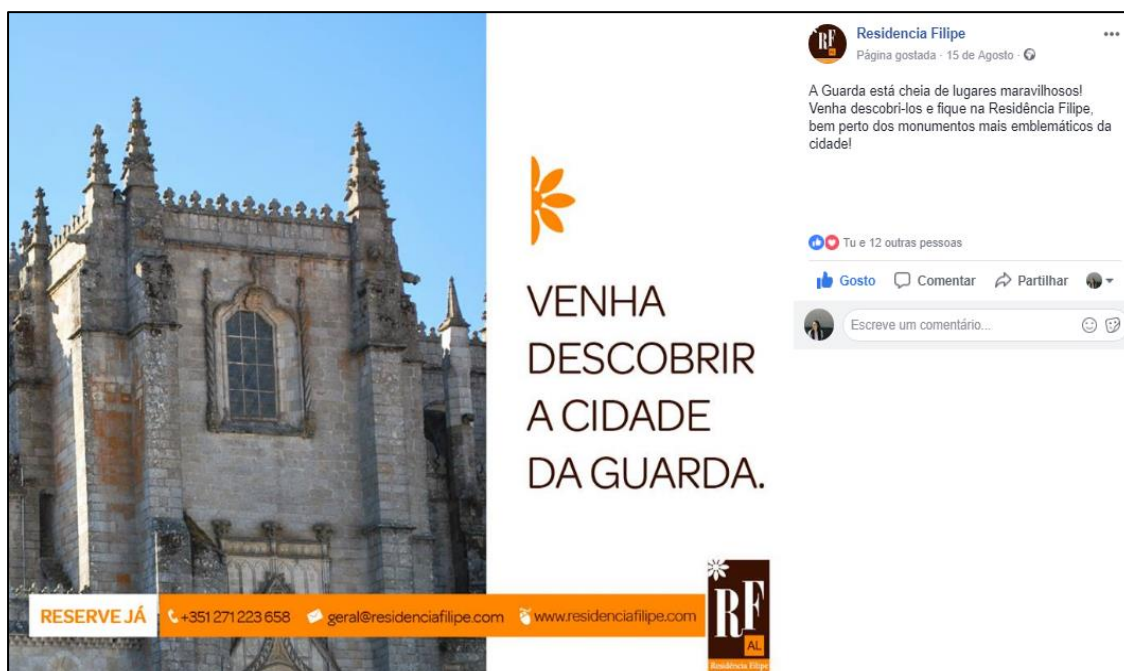 VENHA
DESCOBRIR
A CIDADE
DA GUARDA.
RESERVE JÁ +351 271 223 658 geral@residenciafilipe.com www.residenciafilipe.com
RF
AL
Residência Filipe
RF
AL
Residencia Filipe
Página gostada · 15 de Agosto ·
A Guarda está cheia de lugares maravilhosos!
Venha descobri-los e fique na Residência Filipe,
bem perto dos monumentos mais emblemáticos da
cidade!
Tu e 12 outras pessoas
Gosto Comentar Partilhar
Escreve um comentário...